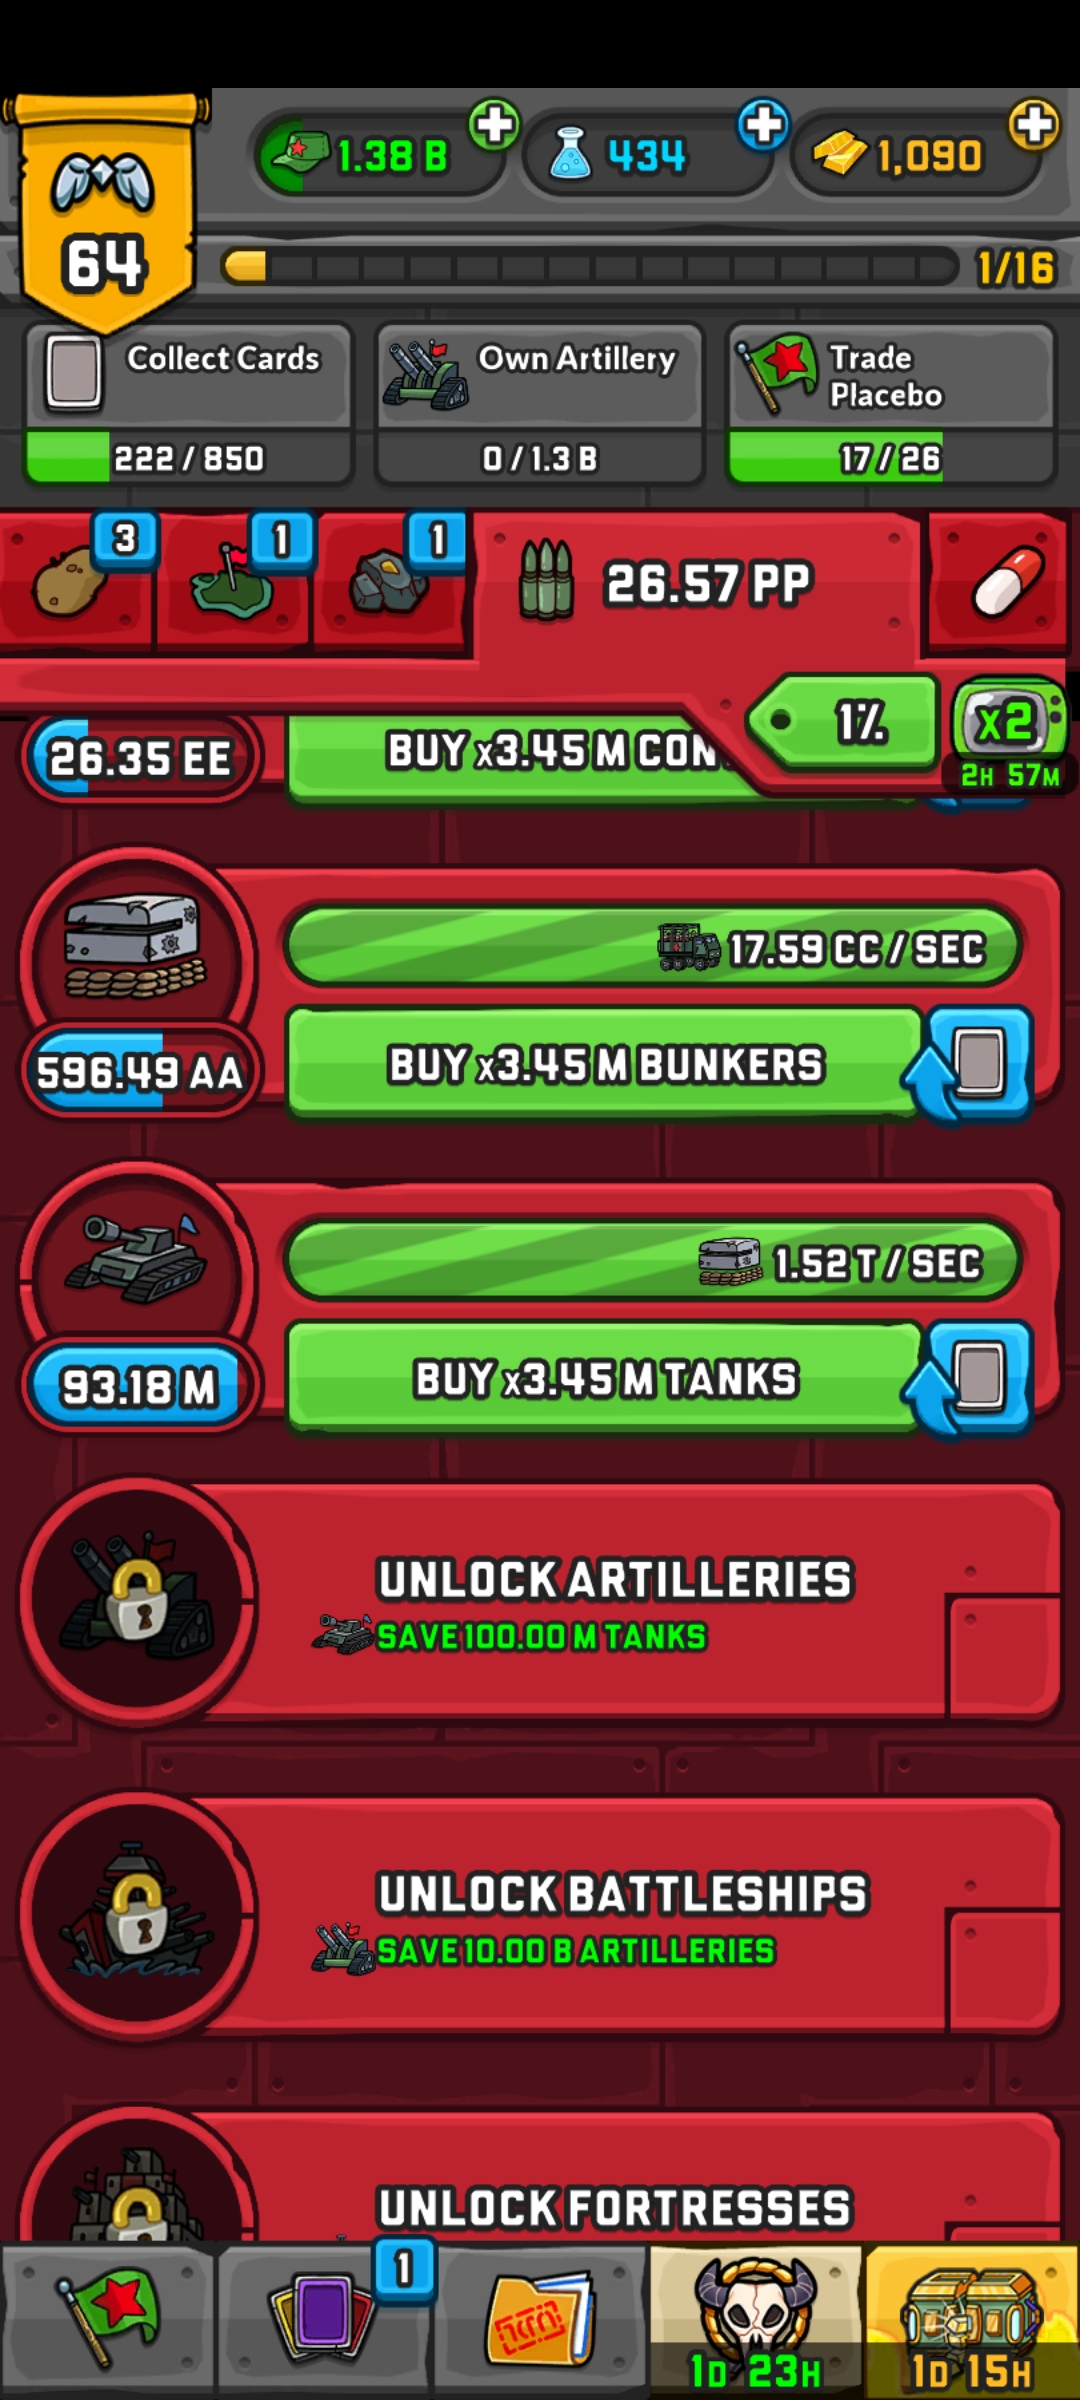 64
1.38 B
434
1,090
1/16
Collect Cards
222 / 850
Own Artillery
0 / 1.3 B
Trade
Placebo
17 / 26
3
1
1
26.57 PP
1%
x2
2H 57M
26.35 EE
BUY x3.45 M CON
17.59 CC / SEC
596.49 AA
BUY x3.45 M BUNKERS
1.52 T / SEC
93.18 M
BUY x3.45 M TANKS
UNLOCK ARTILLERIES
SAVE 100.00 M TANKS
UNLOCK BATTLESHIPS
SAVE 10.00 B ARTILLERIES
UNLOCK FORTRESSES
1
1D 23H
1D 15H